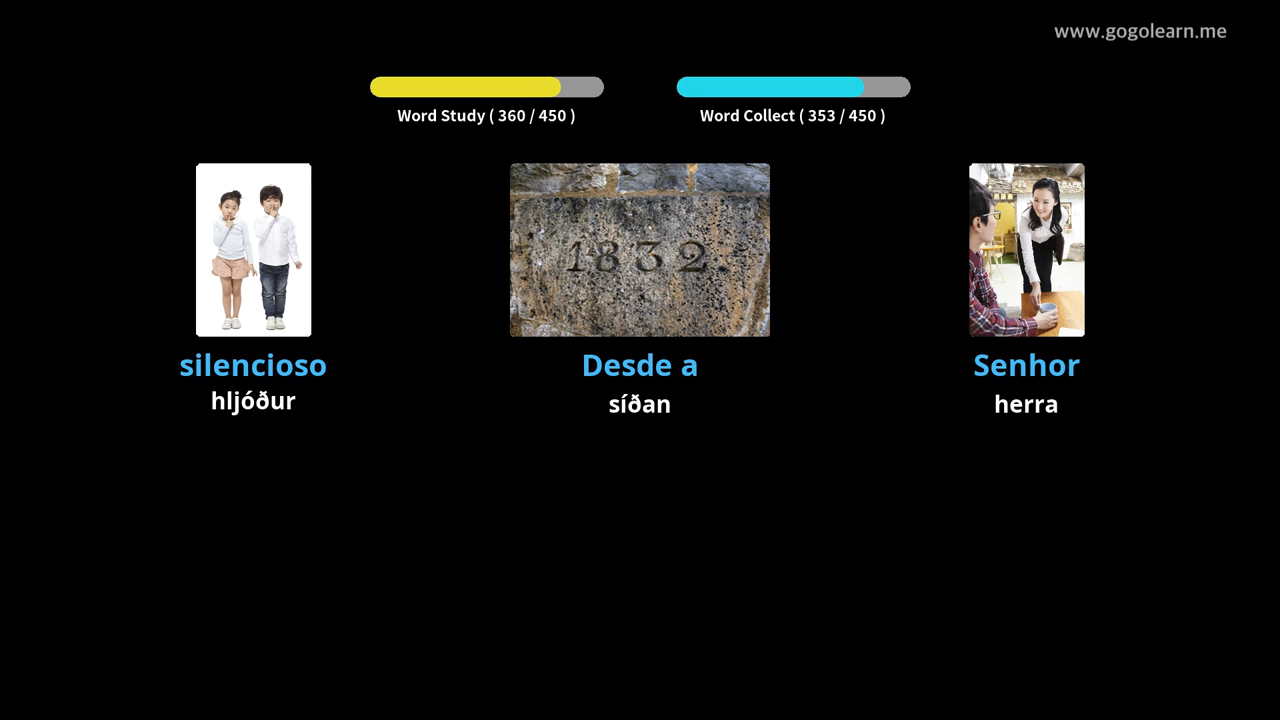 www.gogolearn.me
Word Study ( 360 / 450 )
Word Collect ( 353 / 450 )
1832.
silencioso
Desde a
Senhor
hljóður
síðan
herra